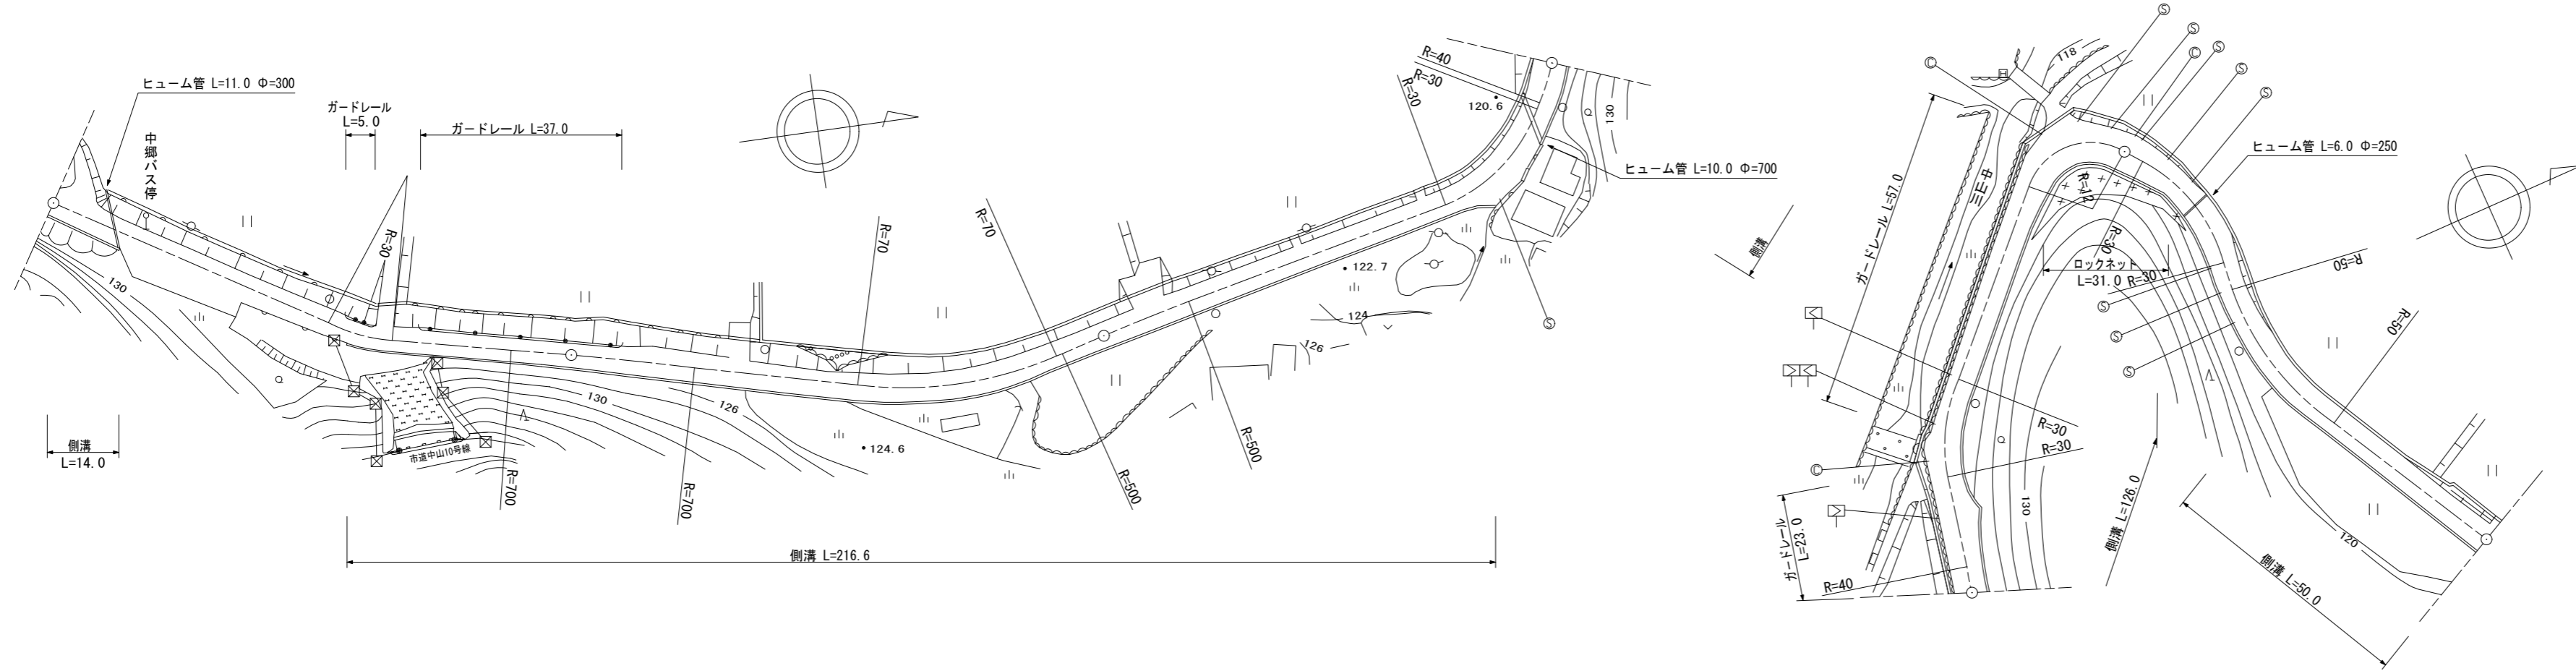 ヒューム管 L=11.0 Φ=300
中郷バス停
ガードレール
L=5.0
ガードレール L=37.0
130
R=30
側溝
L=14.0
市道中山10号線
130
126
R=700
R=700
R=70
124.6
R=70
R=500
R=500
側溝 L=216.6
122.7
124
126
R=40
R=30
R=30
120.6
130
ヒューム管 L=10.0 Φ=700
S
側溝
ガードレール L=57.0
中山川
118
C
S
S
C
S
S
S
ヒューム管 L=6.0 Φ=250
R=12
R=30
ロックネット
L=31.0
R=30
R=50
R=50
S
S
S
R=30
R=30
C
ガードレール
L=23.0
R=40
130
側溝 L=126.0
側溝 L=50.0
120